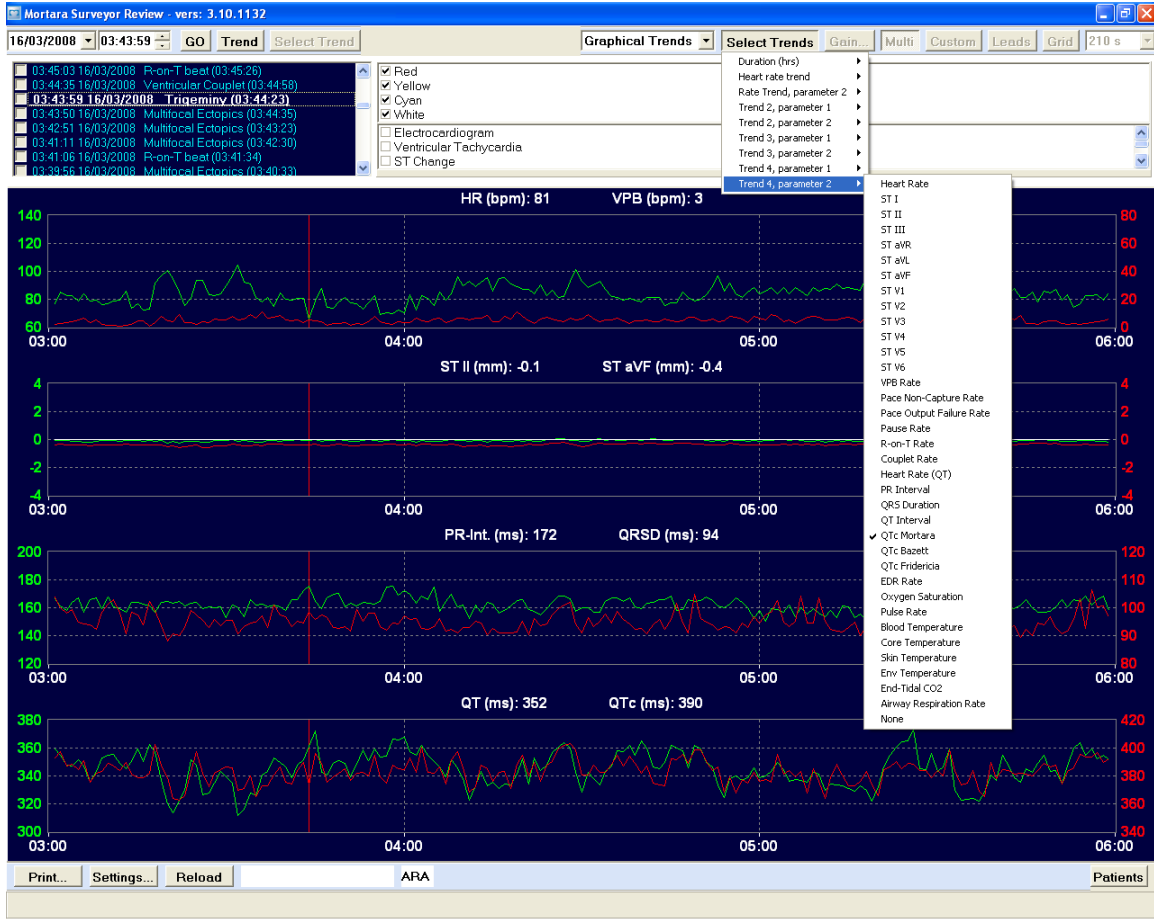 Mortara Surveyor Review - vers: 3.10.1132
16/03/2008 03:43:59 GO Trend Select Trend Graphical Trends Select Trends Gain... Multi Custom Leads Grid 210 s
03:45:03 16/03/2008 R-on-T beat (03:45:26)
03:44:35 16/03/2008 Ventricular Couplet (03:44:58)
03:43:59 16/03/2008 Trigeminy (03:44:23)
03:43:50 16/03/2008 Multifocal Ectopics (03:44:35)
03:42:51 16/03/2008 Multifocal Ectopics (03:43:23)
03:41:11 16/03/2008 Multifocal Ectopics (03:42:30)
03:41:06 16/03/2008 R-on-T beat (03:41:34)
03:39:56 16/03/2008 Multifocal Ectopics (03:40:33)
Red
Yellow
Cyan
White
Electrocardiogram
Ventricular Tachycardia
ST Change
Duration (hrs)
Heart rate trend
Rate Trend, parameter 2
Trend 2, parameter 1
Trend 2, parameter 2
Trend 3, parameter 1
Trend 3, parameter 2
Trend 4, parameter 1
Trend 4, parameter 2
Heart Rate
ST I
ST II
ST III
ST aVR
ST aVL
ST aVF
ST V1
ST V2
ST V3
ST V4
ST V5
ST V6
VPB Rate
Pace Non-Capture Rate
Pace Output Failure Rate
Pause Rate
R-on-T Rate
Couplet Rate
Heart Rate (QT)
PR Interval
QRS Duration
QT Interval
QTc Mortara
QTc Bazett
QTc Fridericia
EDR Rate
Oxygen Saturation
Pulse Rate
Blood Temperature
Core Temperature
Skin Temperature
Env Temperature
End-Tidal CO2
Airway Respiration Rate
None
HR (bpm): 81 VPB (bpm): 3
140 80
120 60
100 40
80 20
60 0
03:00 04:00 05:00 06:00
ST II (mm): -0.1 ST aVF (mm): -0.4
4 4
2 2
0 0
-2 -2
-4 -4
03:00 04:00 05:00 06:00
PR-Int. (ms): 172 QRSD (ms): 94
200 120
180 110
160 100
140 90
120 80
03:00 04:00 05:00 06:00
QT (ms): 352 QTc (ms): 390
380 420
360 400
340 380
320 360
300 340
03:00 04:00 05:00 06:00
Print... Settings... Reload ARA Patients